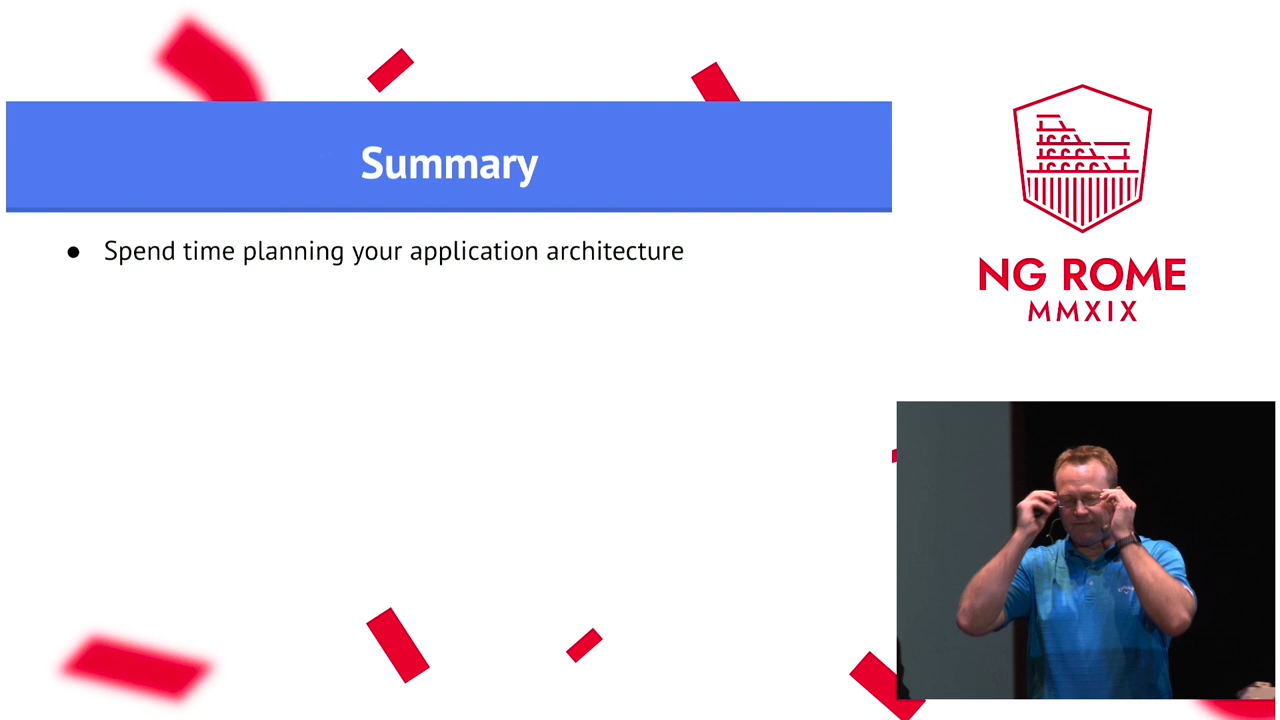 Summary
● Spend time planning your application architecture
NG ROME
MMXIX